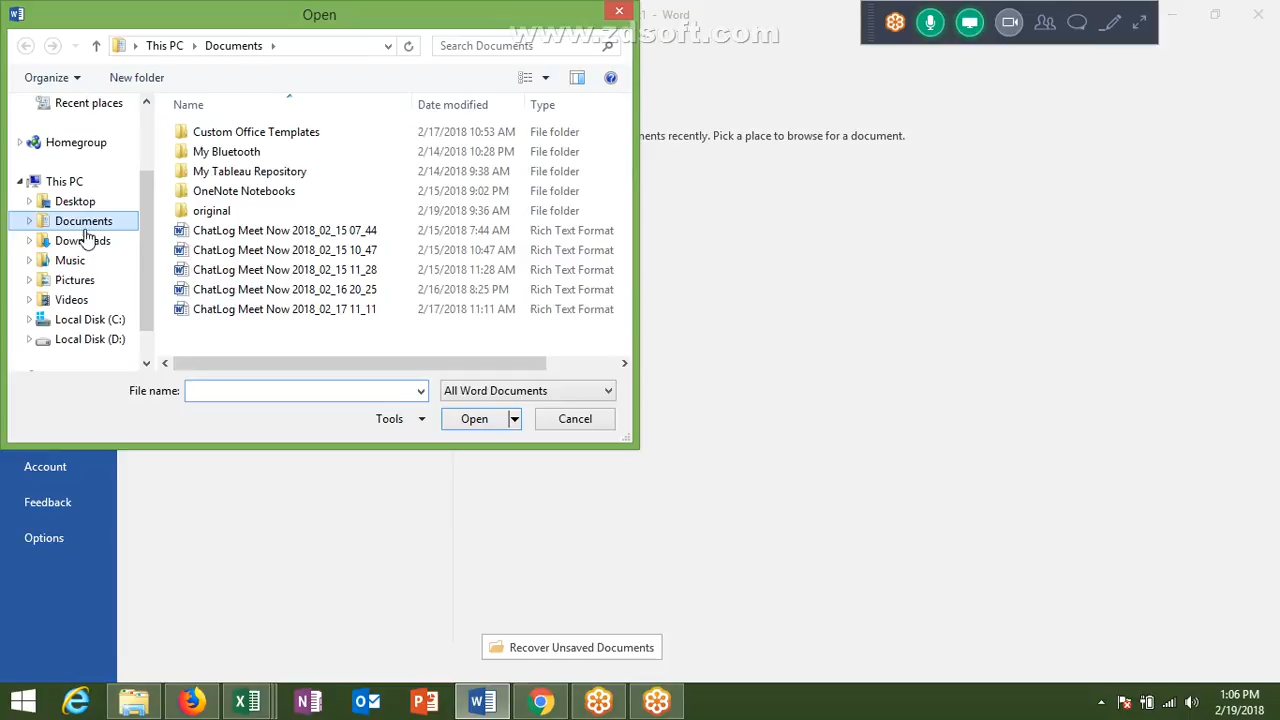 Open
1 - Word
www.zdsoft.com
This PC
Documents
Search Documents
Organize
New folder
Name
Date modified
Type
Recent places
Homegroup
This PC
Desktop
Documents
Downloads
Music
Pictures
Videos
Local Disk (C:)
Local Disk (D:)
Custom Office Templates 2/17/2018 10:53 AM File folder
My Bluetooth 2/14/2018 10:28 PM File folder
My Tableau Repository 2/14/2018 9:38 AM File folder
OneNote Notebooks 2/15/2018 9:02 PM File folder
original 2/19/2018 9:36 AM File folder
ChatLog Meet Now 2018_02_15 07_44 2/15/2018 7:44 AM Rich Text Format
ChatLog Meet Now 2018_02_15 10_47 2/15/2018 10:47 AM Rich Text Format
ChatLog Meet Now 2018_02_15 11_28 2/15/2018 11:28 AM Rich Text Format
ChatLog Meet Now 2018_02_16 20_25 2/16/2018 8:25 PM Rich Text Format
ChatLog Meet Now 2018_02_17 11_11 2/17/2018 11:11 AM Rich Text Format
File name:
All Word Documents
Tools
Open
Cancel
ments recently. Pick a place to browse for a document.
Account
Feedback
Options
Recover Unsaved Documents
1:06 PM
2/19/2018